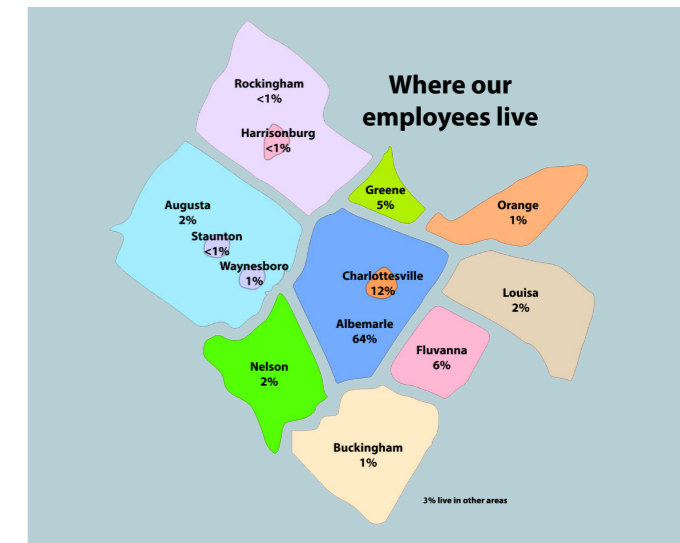 Where our
employees live
Rockingham
<1%
Harrisonburg
<1%
Greene
5%
Orange
1%
Augusta
2%
Staunton
<1%
Waynesboro
1%
Charlottesville
12%
Louisa
2%
Albemarle
64%
Fluvanna
6%
Nelson
2%
Buckingham
1%
3% live in other areas